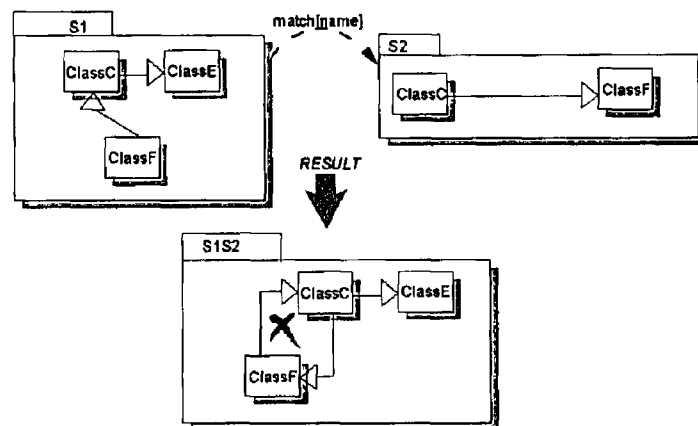 S1
match[name]
S2
ClassC
ClassE
ClassF
ClassC
ClassF
RESULT
S1S2
ClassC
ClassE
ClassF